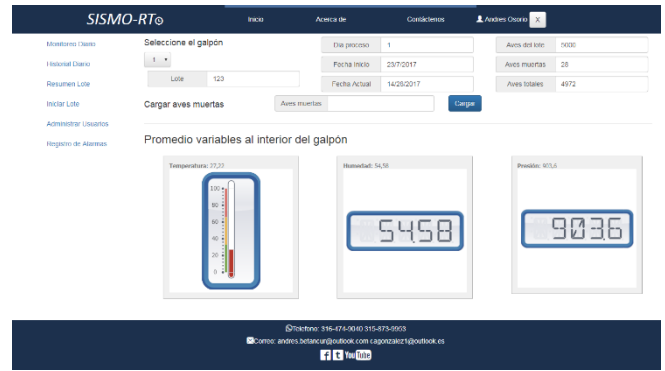 SISMO-RT
Inicio
Acerca de
Contáctenos
Andres Osorio X
Monitoreo Diario
Historial Diario
Resumen Lote
Iniciar Lote
Administrar Usuarios
Registro de Alarmas
Seleccione el galpón
1
Lote 123
Dia proceso 1
Fecha Inicio 23/7/2017
Fecha Actual 14/28/2017
Aves del lote 5000
Aves muertas 28
Aves totales 4972
Cargar aves muertas
Aves muertas
Cargar
Promedio variables al interior del galpón
Temperatura: 27,22
100
80
60
40
20
0
Humedad: 54,58
54.58
Presión: 903,6
903.6
Telefono: 316-474-9040 315-873-9903
Correo: andres.betancur@outlook.com cagonzalez1@outlook.es
f t You Tube